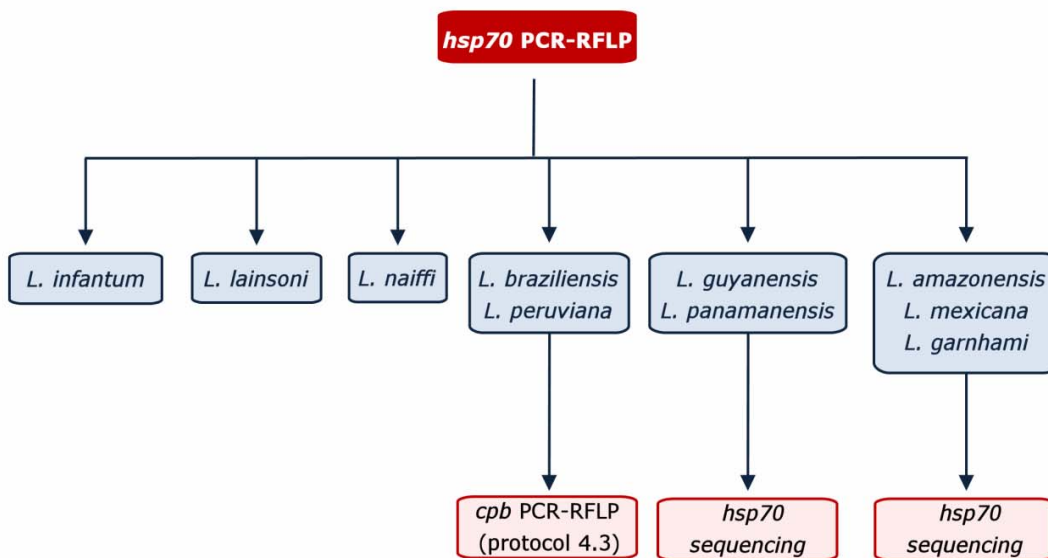 hsp70 PCR-RFLP
L. infantum
L. lainsoni
L. naiffi
L. braziliensis
L. peruviana
L. guyanensis
L. panamanensis
L. amazonensis
L. mexicana
L. garnhami
cpb PCR-RFLP
(protocol 4.3)
hsp70
sequencing
hsp70
sequencing